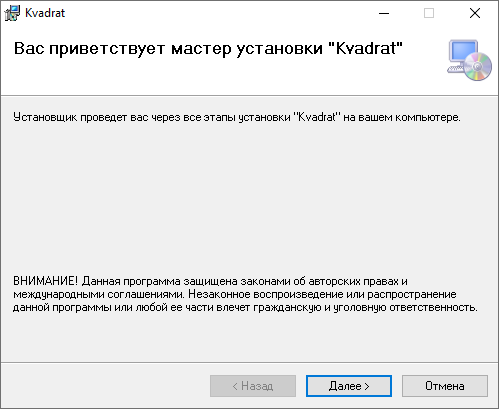 Kvadrat
Вас приветствует мастер установки "Kvadrat"
Установщик проведет вас через все этапы установки "Kvadrat" на вашем компьютере.
ВНИМАНИЕ! Данная программа защищена законами об авторских правах и
международными соглашениями. Незаконное воспроизведение или распространение
данной программы или любой ее части влечет гражданскую и уголовную ответственность.
< Назад
Далее >
Отмена